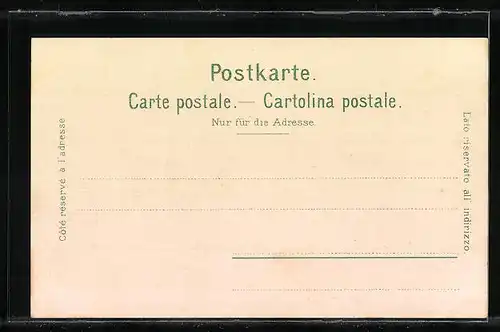 Postkarte.
Carte postale.— Cartolina postale.
Nur für die Adresse.
Côté réservé à l'adresse
Lato riservato all indirizzo.